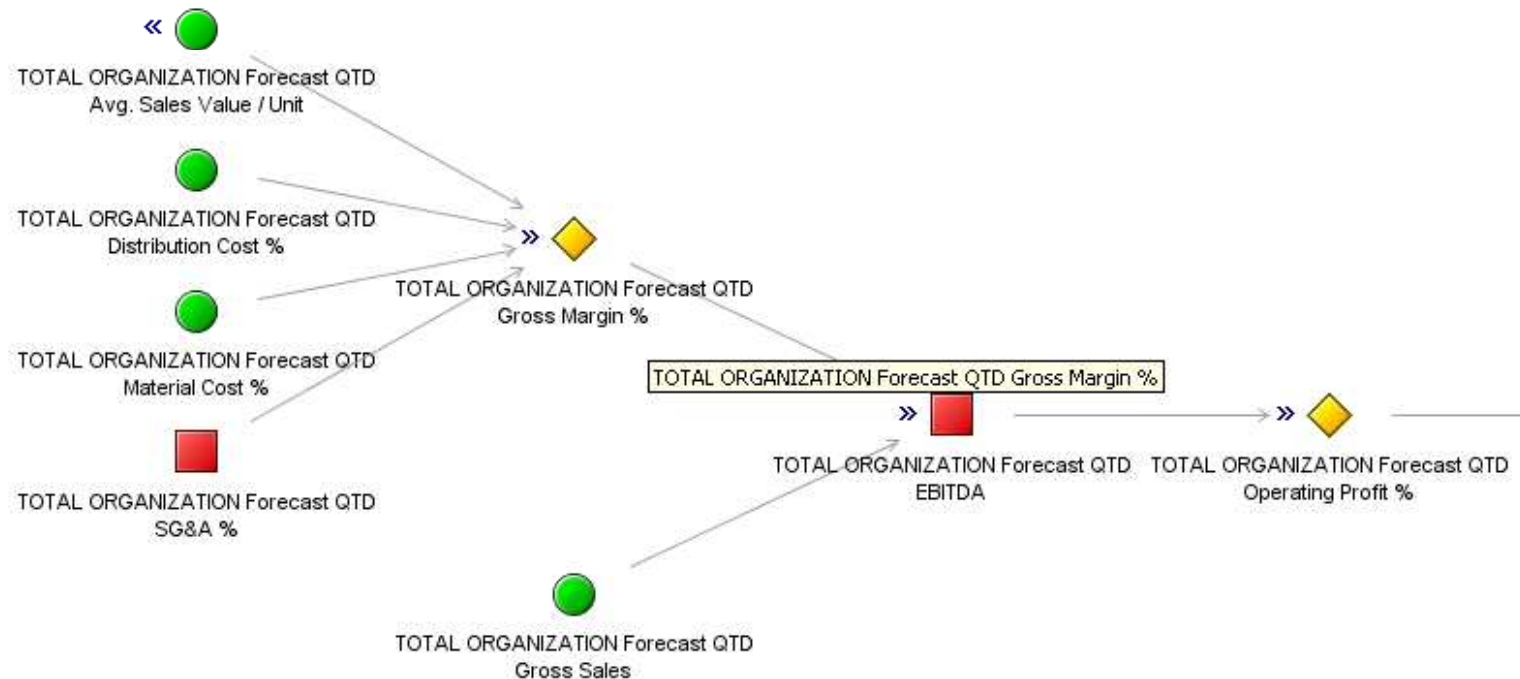 «
TOTAL ORGANIZATION Forecast QTD
Avg. Sales Value / Unit
TOTAL ORGANIZATION Forecast QTD
Distribution Cost %
»
TOTAL ORGANIZATION Forecast QTD
Gross Margin %
TOTAL ORGANIZATION Forecast QTD
Material Cost %
TOTAL ORGANIZATION Forecast QTD Gross Margin %
»
»
TOTAL ORGANIZATION Forecast QTD
EBITDA
TOTAL ORGANIZATION Forecast QTD
Operating Profit %
TOTAL ORGANIZATION Forecast QTD
SG&A %
TOTAL ORGANIZATION Forecast QTD
Gross Sales